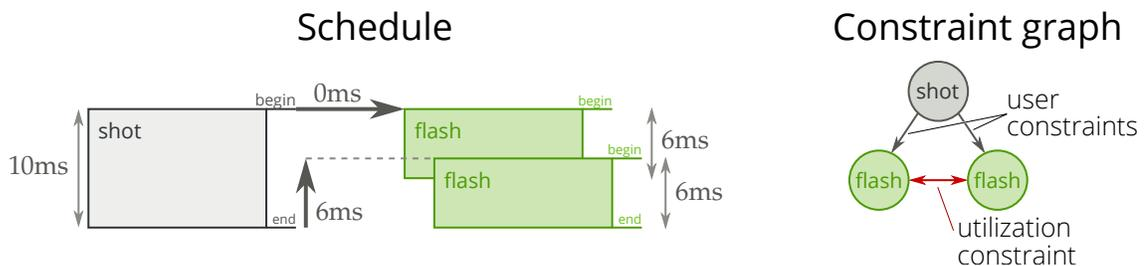 Schedule
Constraint graph
begin
0ms
begin
shot
flash
10ms
6ms
begin
flash
6ms
6ms
end
end
shot
user
constraints
flash
flash
utilization
constraint